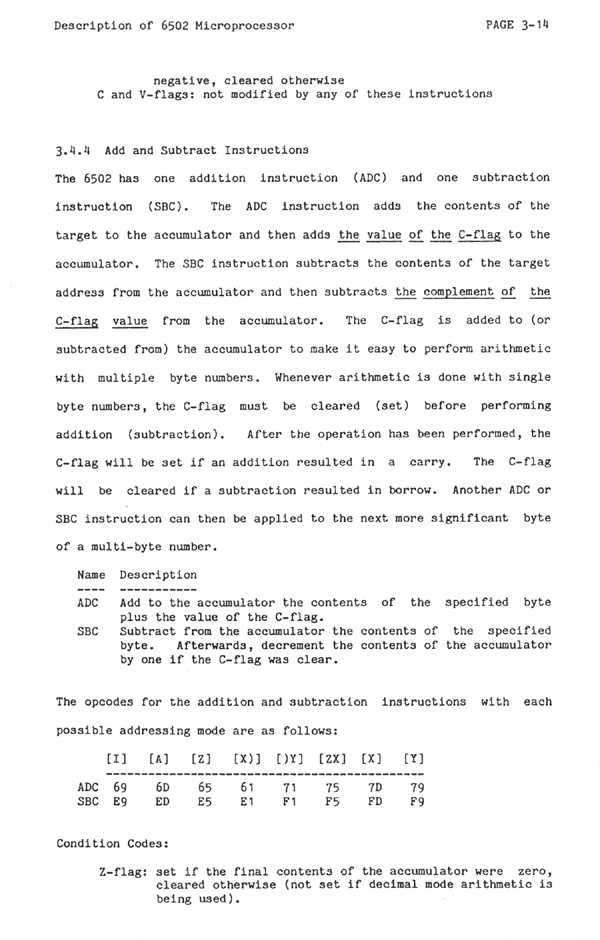 Description of 6502 Microprocessor PAGE 3-14
negative, cleared otherwise
C and V-flags: not modified by any of these instructions
3.4.4 Add and Subtract Instructions
The 6502 has one addition instruction (ADC) and one subtraction
instruction (SBC). The ADC instruction adds the contents of the
target to the accumulator and then adds the value of the C-flag to the
accumulator. The SBC instruction subtracts the contents of the target
address from the accumulator and then subtracts the complement of the
C-flag value from the accumulator. The C-flag is added to (or
subtracted from) the accumulator to make it easy to perform arithmetic
with multiple byte numbers. Whenever arithmetic is done with single
byte numbers, the C-flag must be cleared (set) before performing
addition (subtraction). After the operation has been performed, the
C-flag will be set if an addition resulted in a carry. The C-flag
will be cleared if a subtraction resulted in borrow. Another ADC or
SBC instruction can then be applied to the next more significant byte
of a multi-byte number.
Name Description
---- -----------
ADC Add to the accumulator the contents of the specified byte
plus the value of the C-flag.
SBC Subtract from the accumulator the contents of the specified
byte. Afterwards, decrement the contents of the accumulator
by one if the C-flag was clear.
The opcodes for the addition and subtraction instructions with each
possible addressing mode are as follows:
[I] [A] [Z] [X)] [)Y] [ZX] [X] [Y]
---------------------------------------------
ADC 69 6D 65 61 71 75 7D 79
SBC E9 ED E5 E1 F1 F5 FD F9
Condition Codes:
Z-flag: set if the final contents of the accumulator were zero,
cleared otherwise (not set if decimal mode arithmetic is
being used).